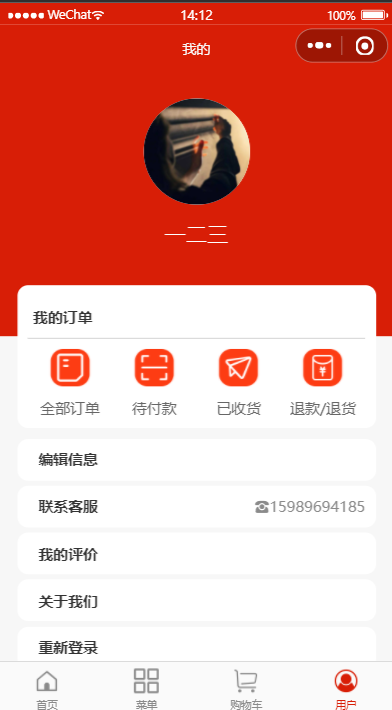 WeChat 14:12 100%
我的
一二三
我的订单
全部订单 待付款 已收货 退款/退货
编辑信息
联系客服 ☎15989694185
我的评价
关于我们
重新登录
首页 菜单 购物车 用户